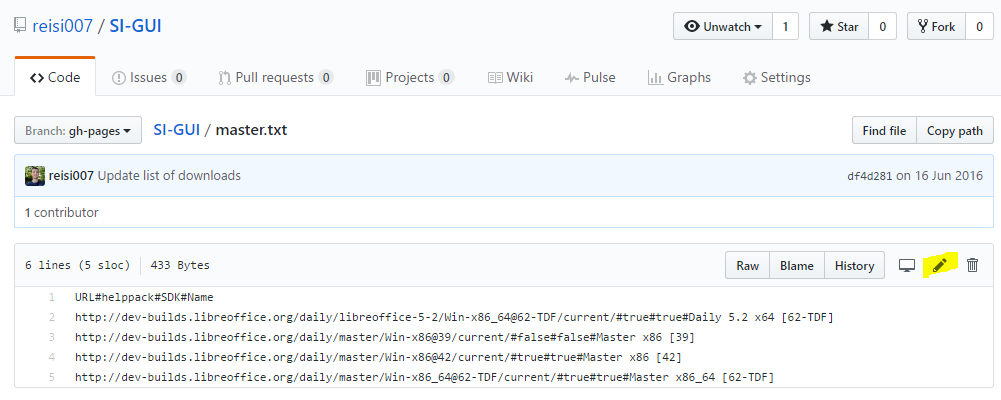 reisi007 / SI-GUI
Unwatch 1 Star 0 Fork 0
Code Issues 0 Pull requests 0 Projects 0 Wiki Pulse Graphs Settings
Branch: gh-pages SI-GUI / master.txt Find file Copy path
reisi007 Update list of downloads df4d281 on 16 Jun 2016
1 contributor
6 lines (5 sloc) 433 Bytes Raw Blame History
1 URL#helppack#SDK#Name
2 http://dev-builds.libreoffice.org/daily/libreoffice-5-2/Win-x86_64@62-TDF/current/#true#true#Daily 5.2 x64 [62-TDF]
3 http://dev-builds.libreoffice.org/daily/master/Win-x86@39/current/#false#false#Master x86 [39]
4 http://dev-builds.libreoffice.org/daily/master/Win-x86@42/current/#true#true#Master x86 [42]
5 http://dev-builds.libreoffice.org/daily/master/Win-x86_64@62-TDF/current/#true#true#Master x86_64 [62-TDF]